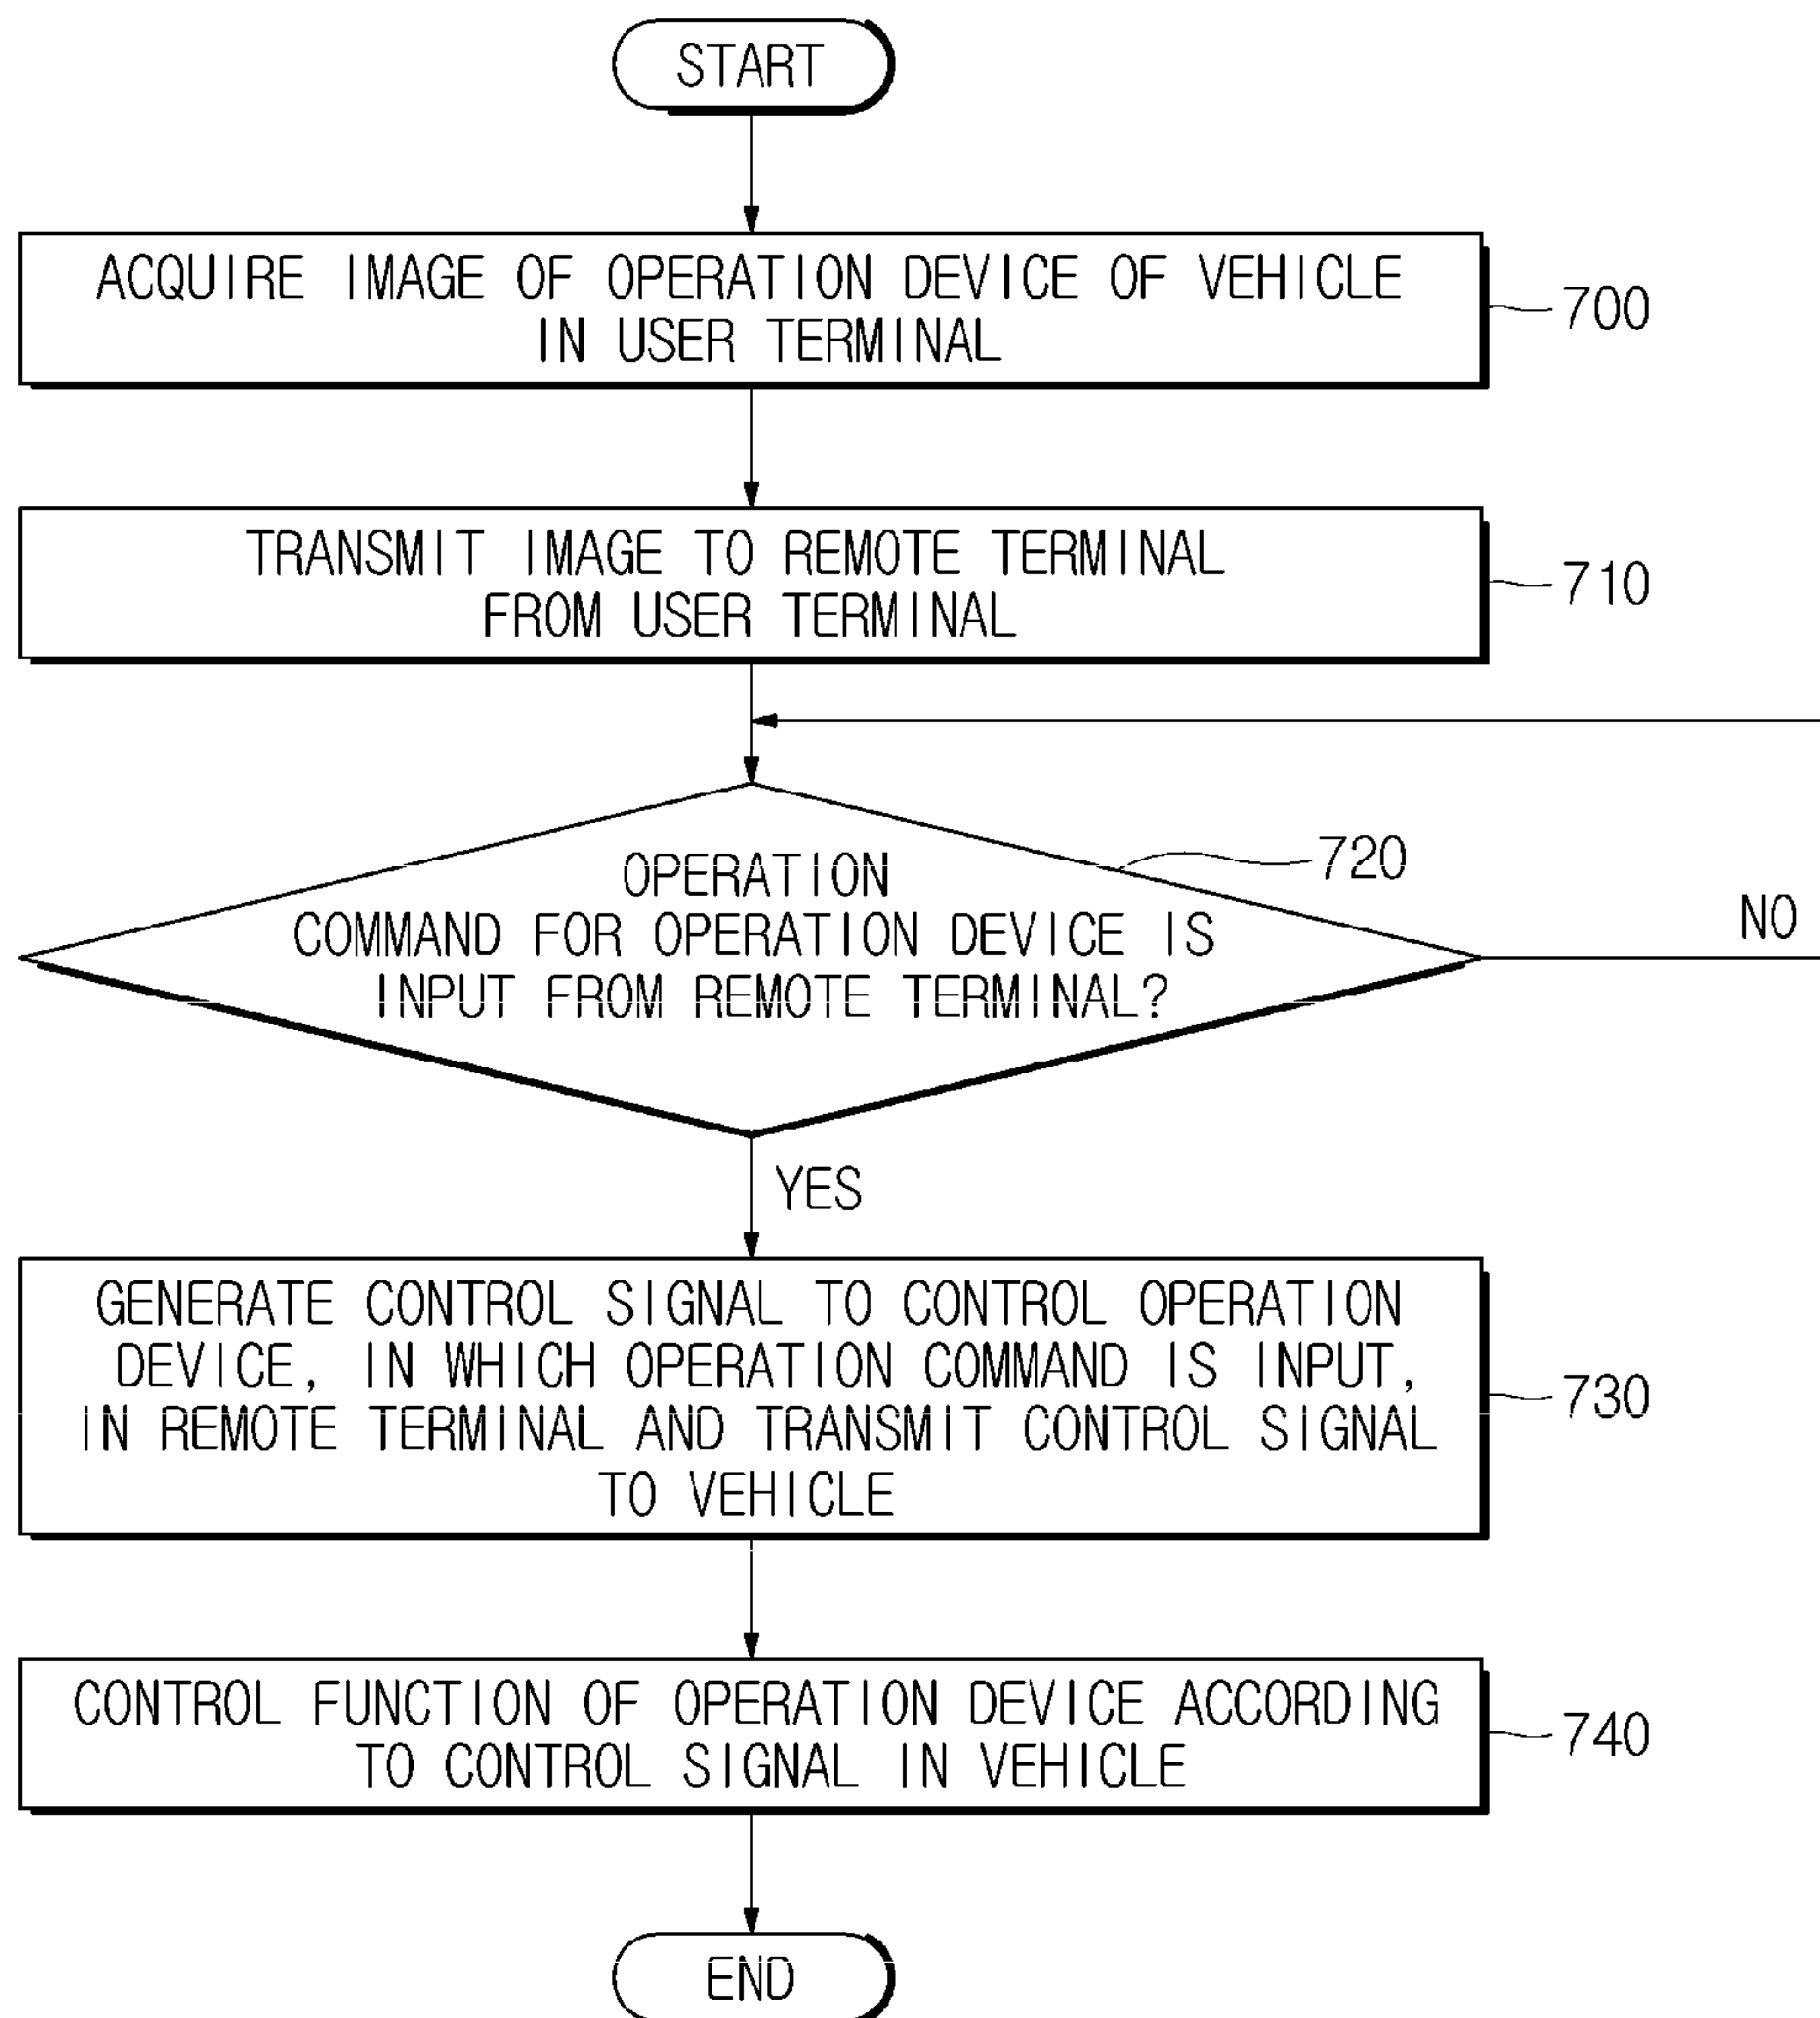 START
ACQUIRE IMAGE OF OPERATION DEVICE OF VEHICLE
IN USER TERMINAL
700
TRANSMIT IMAGE TO REMOTE TERMINAL
FROM USER TERMINAL
710
720
OPERATION
COMMAND FOR OPERATION DEVICE IS
INPUT FROM REMOTE TERMINAL?
NO
YES
GENERATE CONTROL SIGNAL TO CONTROL OPERATION
DEVICE, IN WHICH OPERATION COMMAND IS INPUT,
IN REMOTE TERMINAL AND TRANSMIT CONTROL SIGNAL
TO VEHICLE
730
CONTROL FUNCTION OF OPERATION DEVICE ACCORDING
TO CONTROL SIGNAL IN VEHICLE
740
END